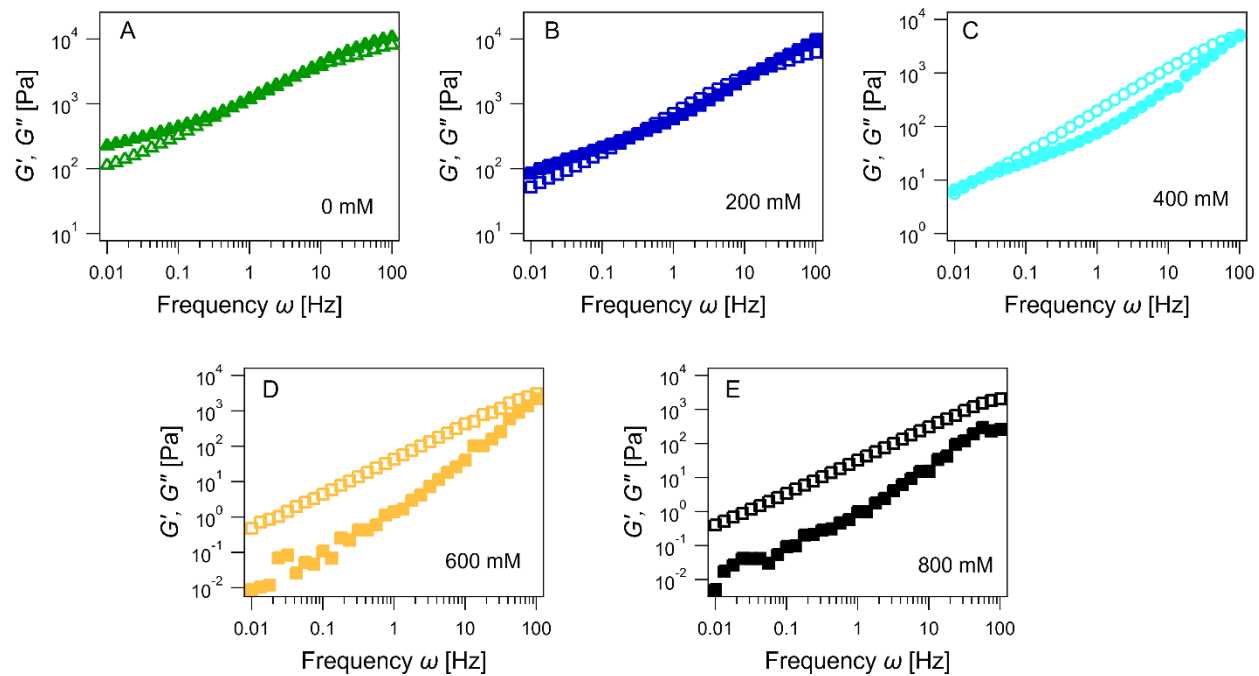 A
G′, G″ [Pa]
10⁴
10³
10²
10¹
0 mM
0.01 0.1 1 10 100
Frequency ω [Hz]
B
G′, G″ [Pa]
10⁴
10³
10²
10¹
200 mM
0.01 0.1 1 10 100
Frequency ω [Hz]
C
G′, G″ [Pa]
10⁴
10³
10²
10¹
10⁰
400 mM
0.01 0.1 1 10 100
Frequency ω [Hz]
D
G′, G″ [Pa]
10⁴
10³
10²
10¹
10⁰
10⁻¹
10⁻²
600 mM
0.01 0.1 1 10 100
Frequency ω [Hz]
E
G′, G″ [Pa]
10⁴
10³
10²
10¹
10⁰
10⁻¹
10⁻²
800 mM
0.01 0.1 1 10 100
Frequency ω [Hz]